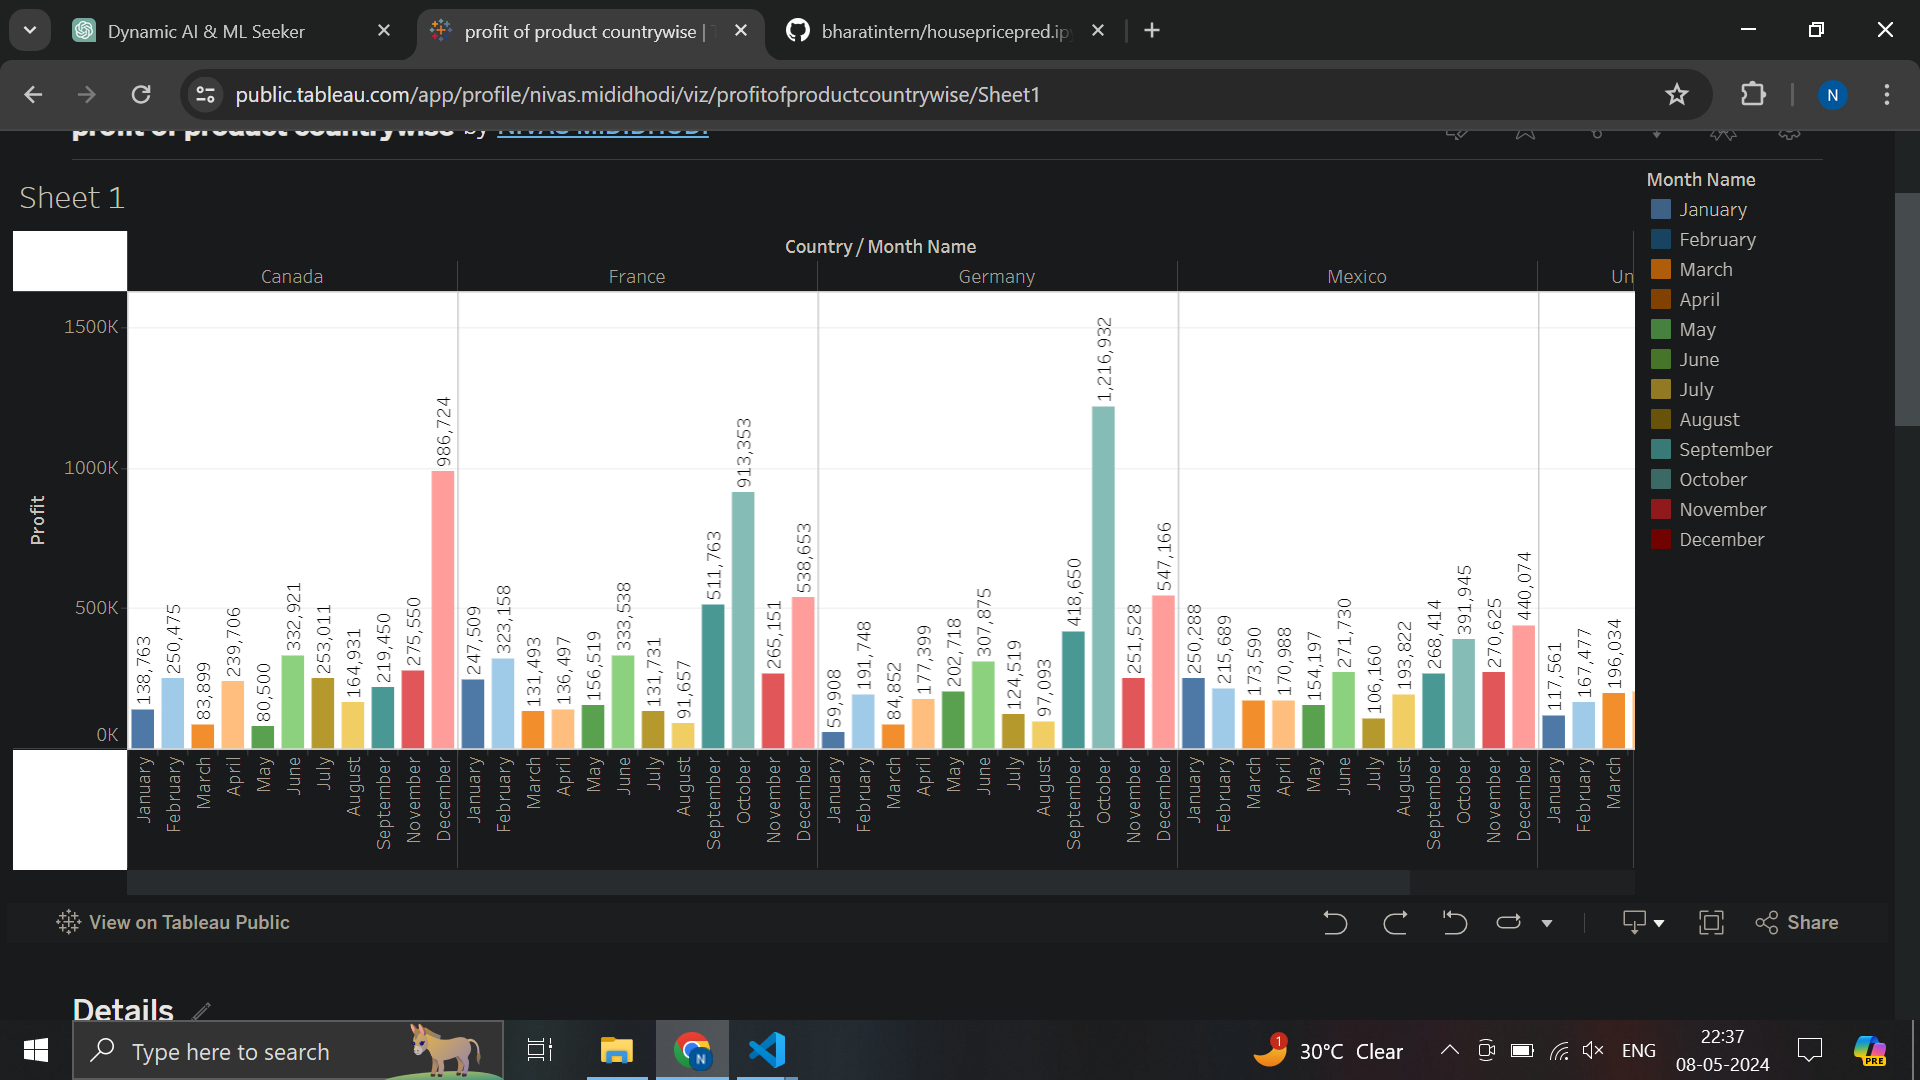 Dynamic AI & ML Seeker
profit of product countrywise |
bharatintern/housepricepred.ip
public.tableau.com/app/profile/nivas.mididhodi/viz/profitofproductcountrywise/Sheet1
N
profit of product countrywise by NIVAS MIDIDHODI
Sheet 1
Country / Month Name
Canada France Germany Mexico Un
Profit
1500K
1000K
500K
0K
138,763 250,475 83,899 239,706 80,500 332,921 253,011 164,931 219,450 275,550 986,724
247,509 323,158 131,493 136,497 156,519 333,538 131,731 91,657 511,763 913,353 265,151 538,653
59,908 191,748 84,852 177,399 202,718 307,875 124,519 97,093 418,650 1,216,932 251,528 547,166
250,288 215,689 173,590 170,988 154,197 271,730 106,160 193,822 268,414 391,945 270,625 440,074
117,561 167,477 196,034
January February March April May June July August September November December
January February March April May June July August September October November December
January February March April May June July August September October November December
January February March April May June July August September October November December
January February March
Month Name
January
February
March
April
May
June
July
August
September
October
November
December
View on Tableau Public
Share
Details
Type here to search
N
1
30°C Clear
ENG
22:37
08-05-2024
PRE